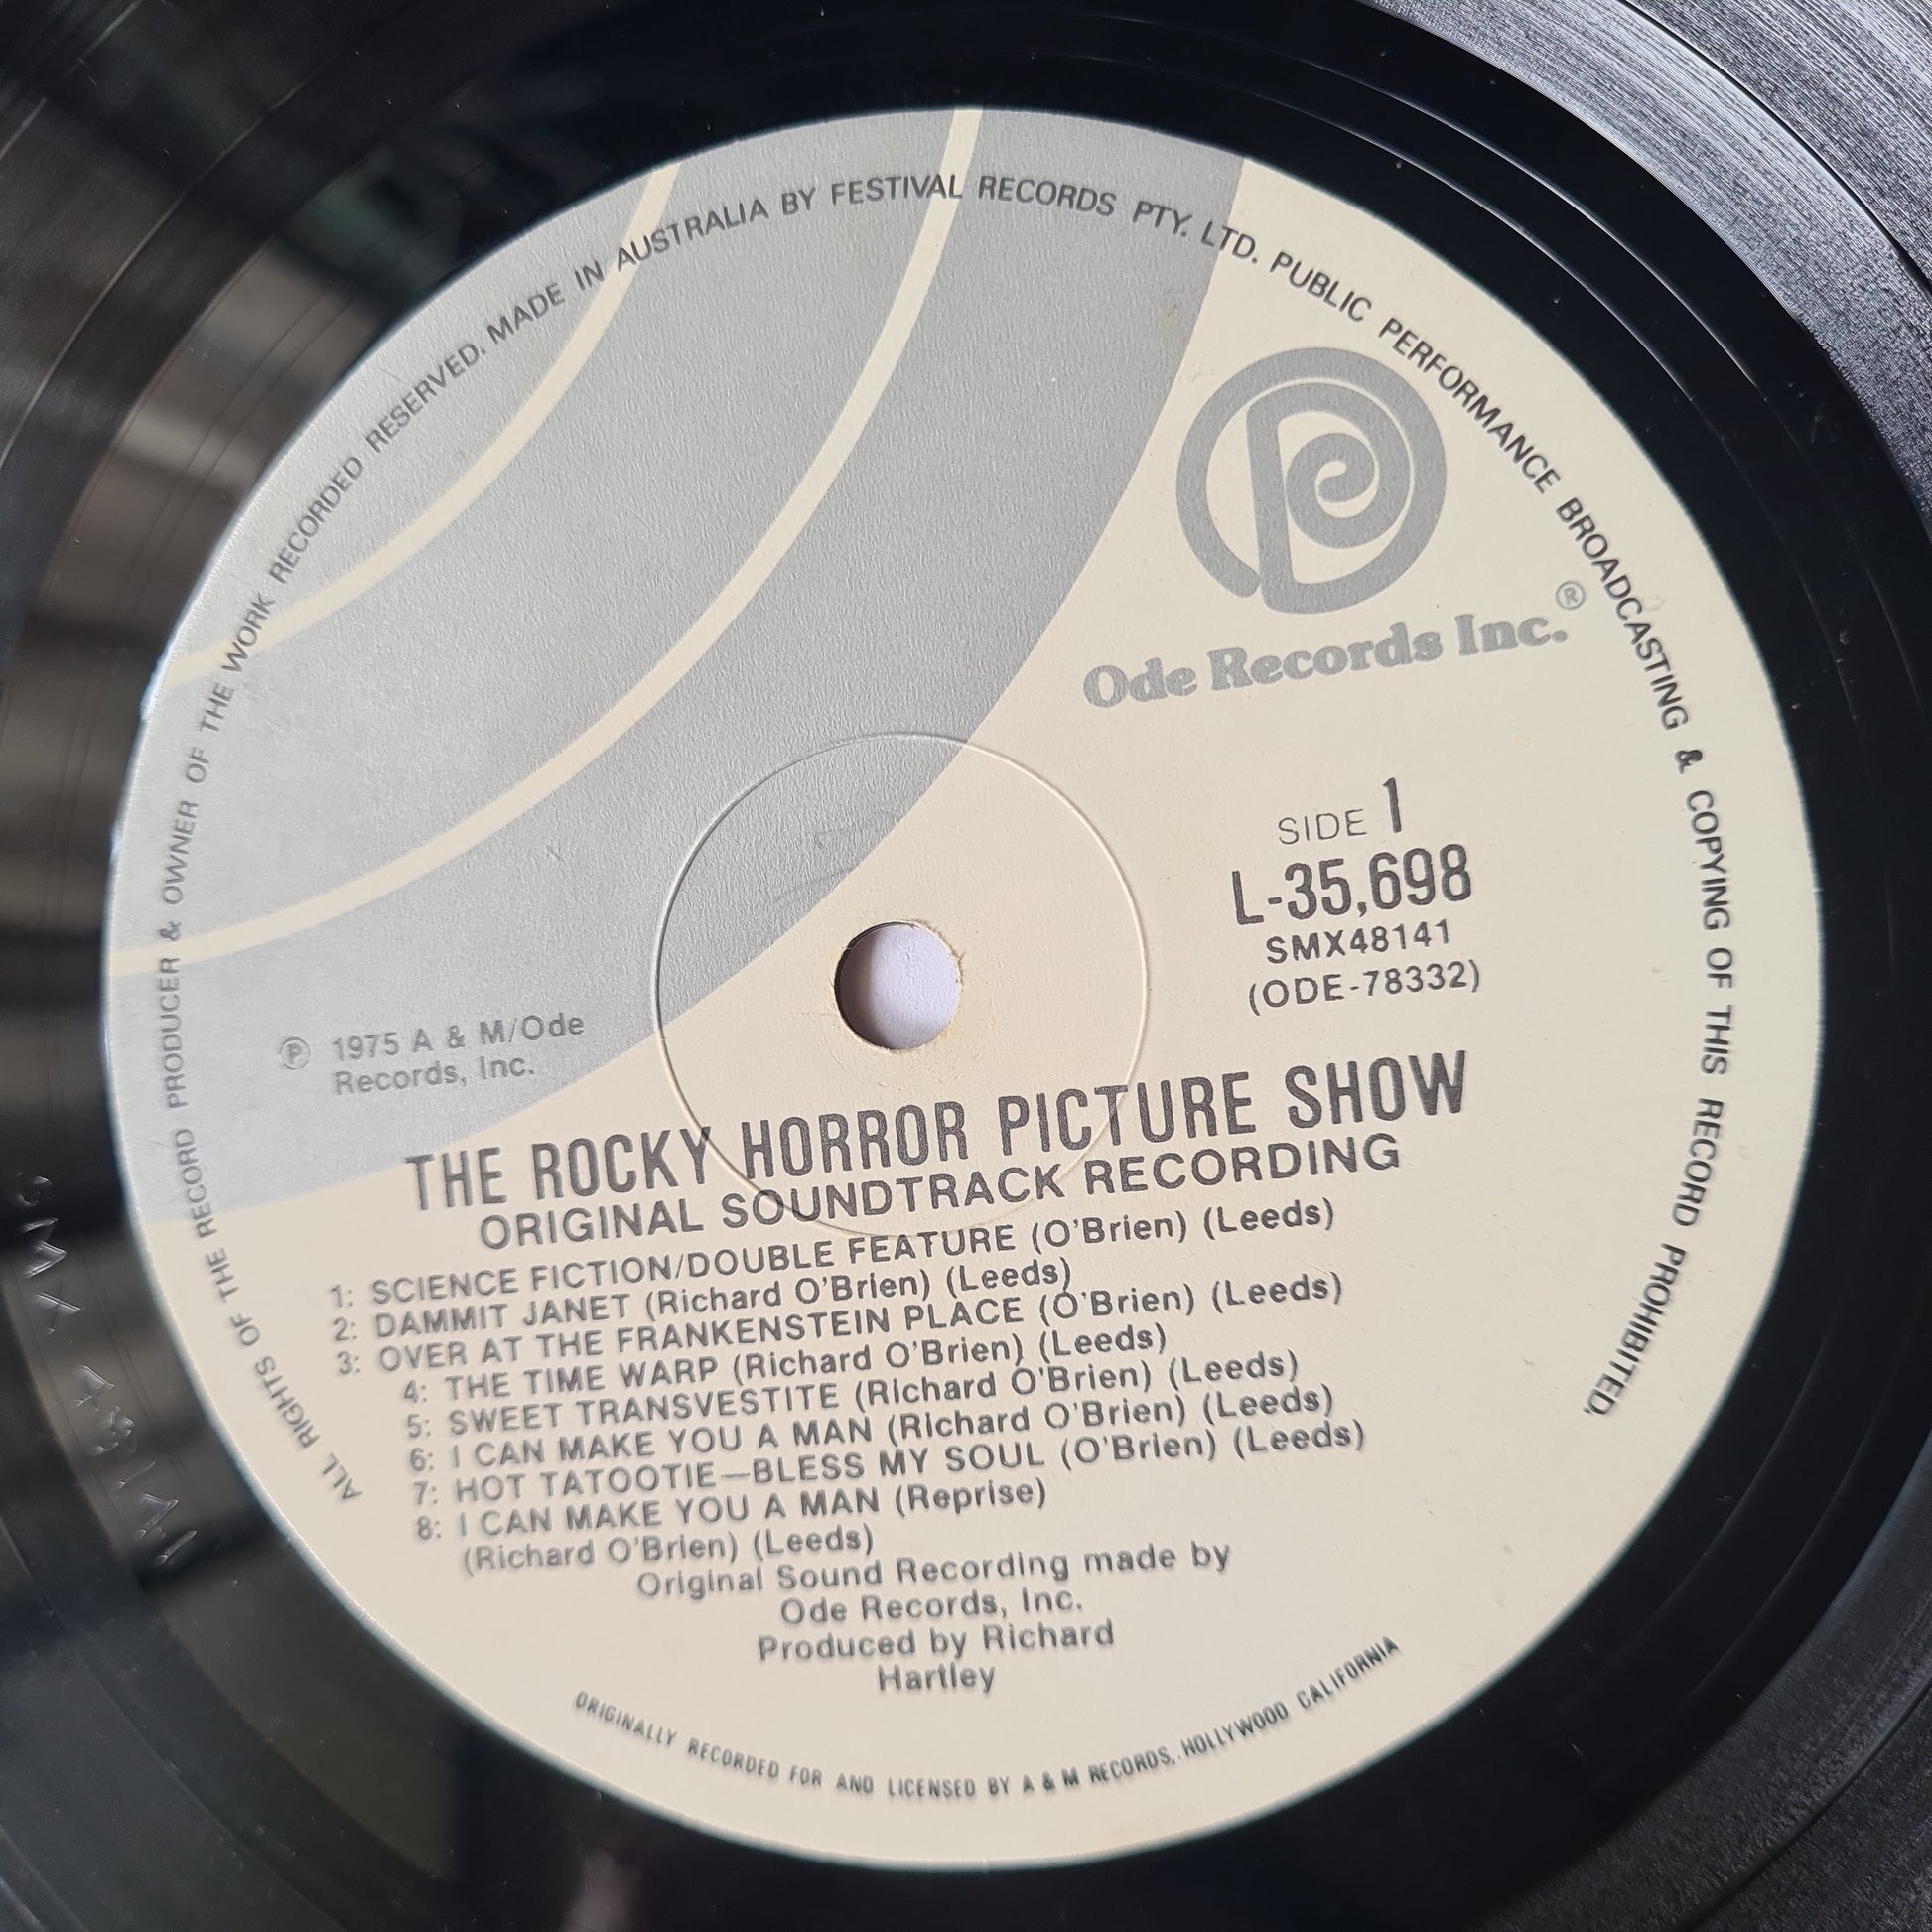 ALL RIGHTS OF THE RECORD PRODUCER & OWNER OF THE WORK RECORDED RESERVED. MADE IN AUSTRALIA BY FESTIVAL RECORDS PTY. LTD. PUBLIC PERFORMANCE BROADCASTING & COPYING OF THIS RECORD PROHIBITED.
Ode Records Inc.®
SIDE 1
L-35,698
SMX48141
(ODE-78332)
℗ 1975 A & M/Ode
Records, Inc.
THE ROCKY HORROR PICTURE SHOW
ORIGINAL SOUNDTRACK RECORDING
1: SCIENCE FICTION/DOUBLE FEATURE (O'Brien) (Leeds)
2: DAMMIT JANET (Richard O'Brien) (Leeds)
3: OVER AT THE FRANKENSTEIN PLACE (O'Brien) (Leeds)
4: THE TIME WARP (Richard O'Brien) (Leeds)
5: SWEET TRANSVESTITE (Richard O'Brien) (Leeds)
6: I CAN MAKE YOU A MAN (Richard O'Brien) (Leeds)
7: HOT TATOOTIE—BLESS MY SOUL (O'Brien) (Leeds)
8: I CAN MAKE YOU A MAN (Reprise)
(Richard O'Brien) (Leeds)
Original Sound Recording made by
Ode Records, Inc.
Produced by Richard
Hartley
ORIGINALLY RECORDED FOR AND LICENSED BY A & M RECORDS, HOLLYWOOD CALIFORNIA